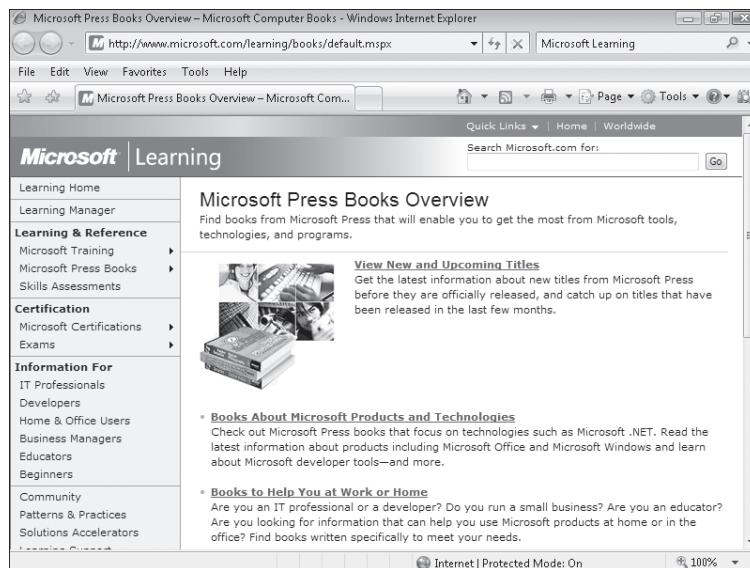 Microsoft Press Books Overview – Microsoft Computer Books - Windows Internet Explorer
http://www.microsoft.com/learning/books/default.mspx
Microsoft Learning
File Edit View Favorites Tools Help
Microsoft Press Books Overview – Microsoft Com...
Page Tools
Quick Links | Home | Worldwide
Microsoft | Learning
Search Microsoft.com for:
Go
Learning Home
Learning Manager
Learning & Reference
Microsoft Training
Microsoft Press Books
Skills Assessments
Certification
Microsoft Certifications
Exams
Information For
IT Professionals
Developers
Home & Office Users
Business Managers
Educators
Beginners
Community
Patterns & Practices
Solutions Accelerators
Microsoft Press Books Overview
Find books from Microsoft Press that will enable you to get the most from Microsoft tools,
technologies, and programs.
View New and Upcoming Titles
Get the latest information about new titles from Microsoft Press
before they are officially released, and catch up on titles that have
been released in the last few months.
Books About Microsoft Products and Technologies
Check out Microsoft Press books that focus on technologies such as Microsoft .NET. Read the
latest information about products including Microsoft Office and Microsoft Windows and learn
about Microsoft developer tools—and more.
Books to Help You at Work or Home
Are you an IT professional or a developer? Do you run a small business? Are you an educator?
Are you looking for information that can help you use Microsoft products at home or in the
office? Find books written specifically to meet your needs.
Internet | Protected Mode: On
100%